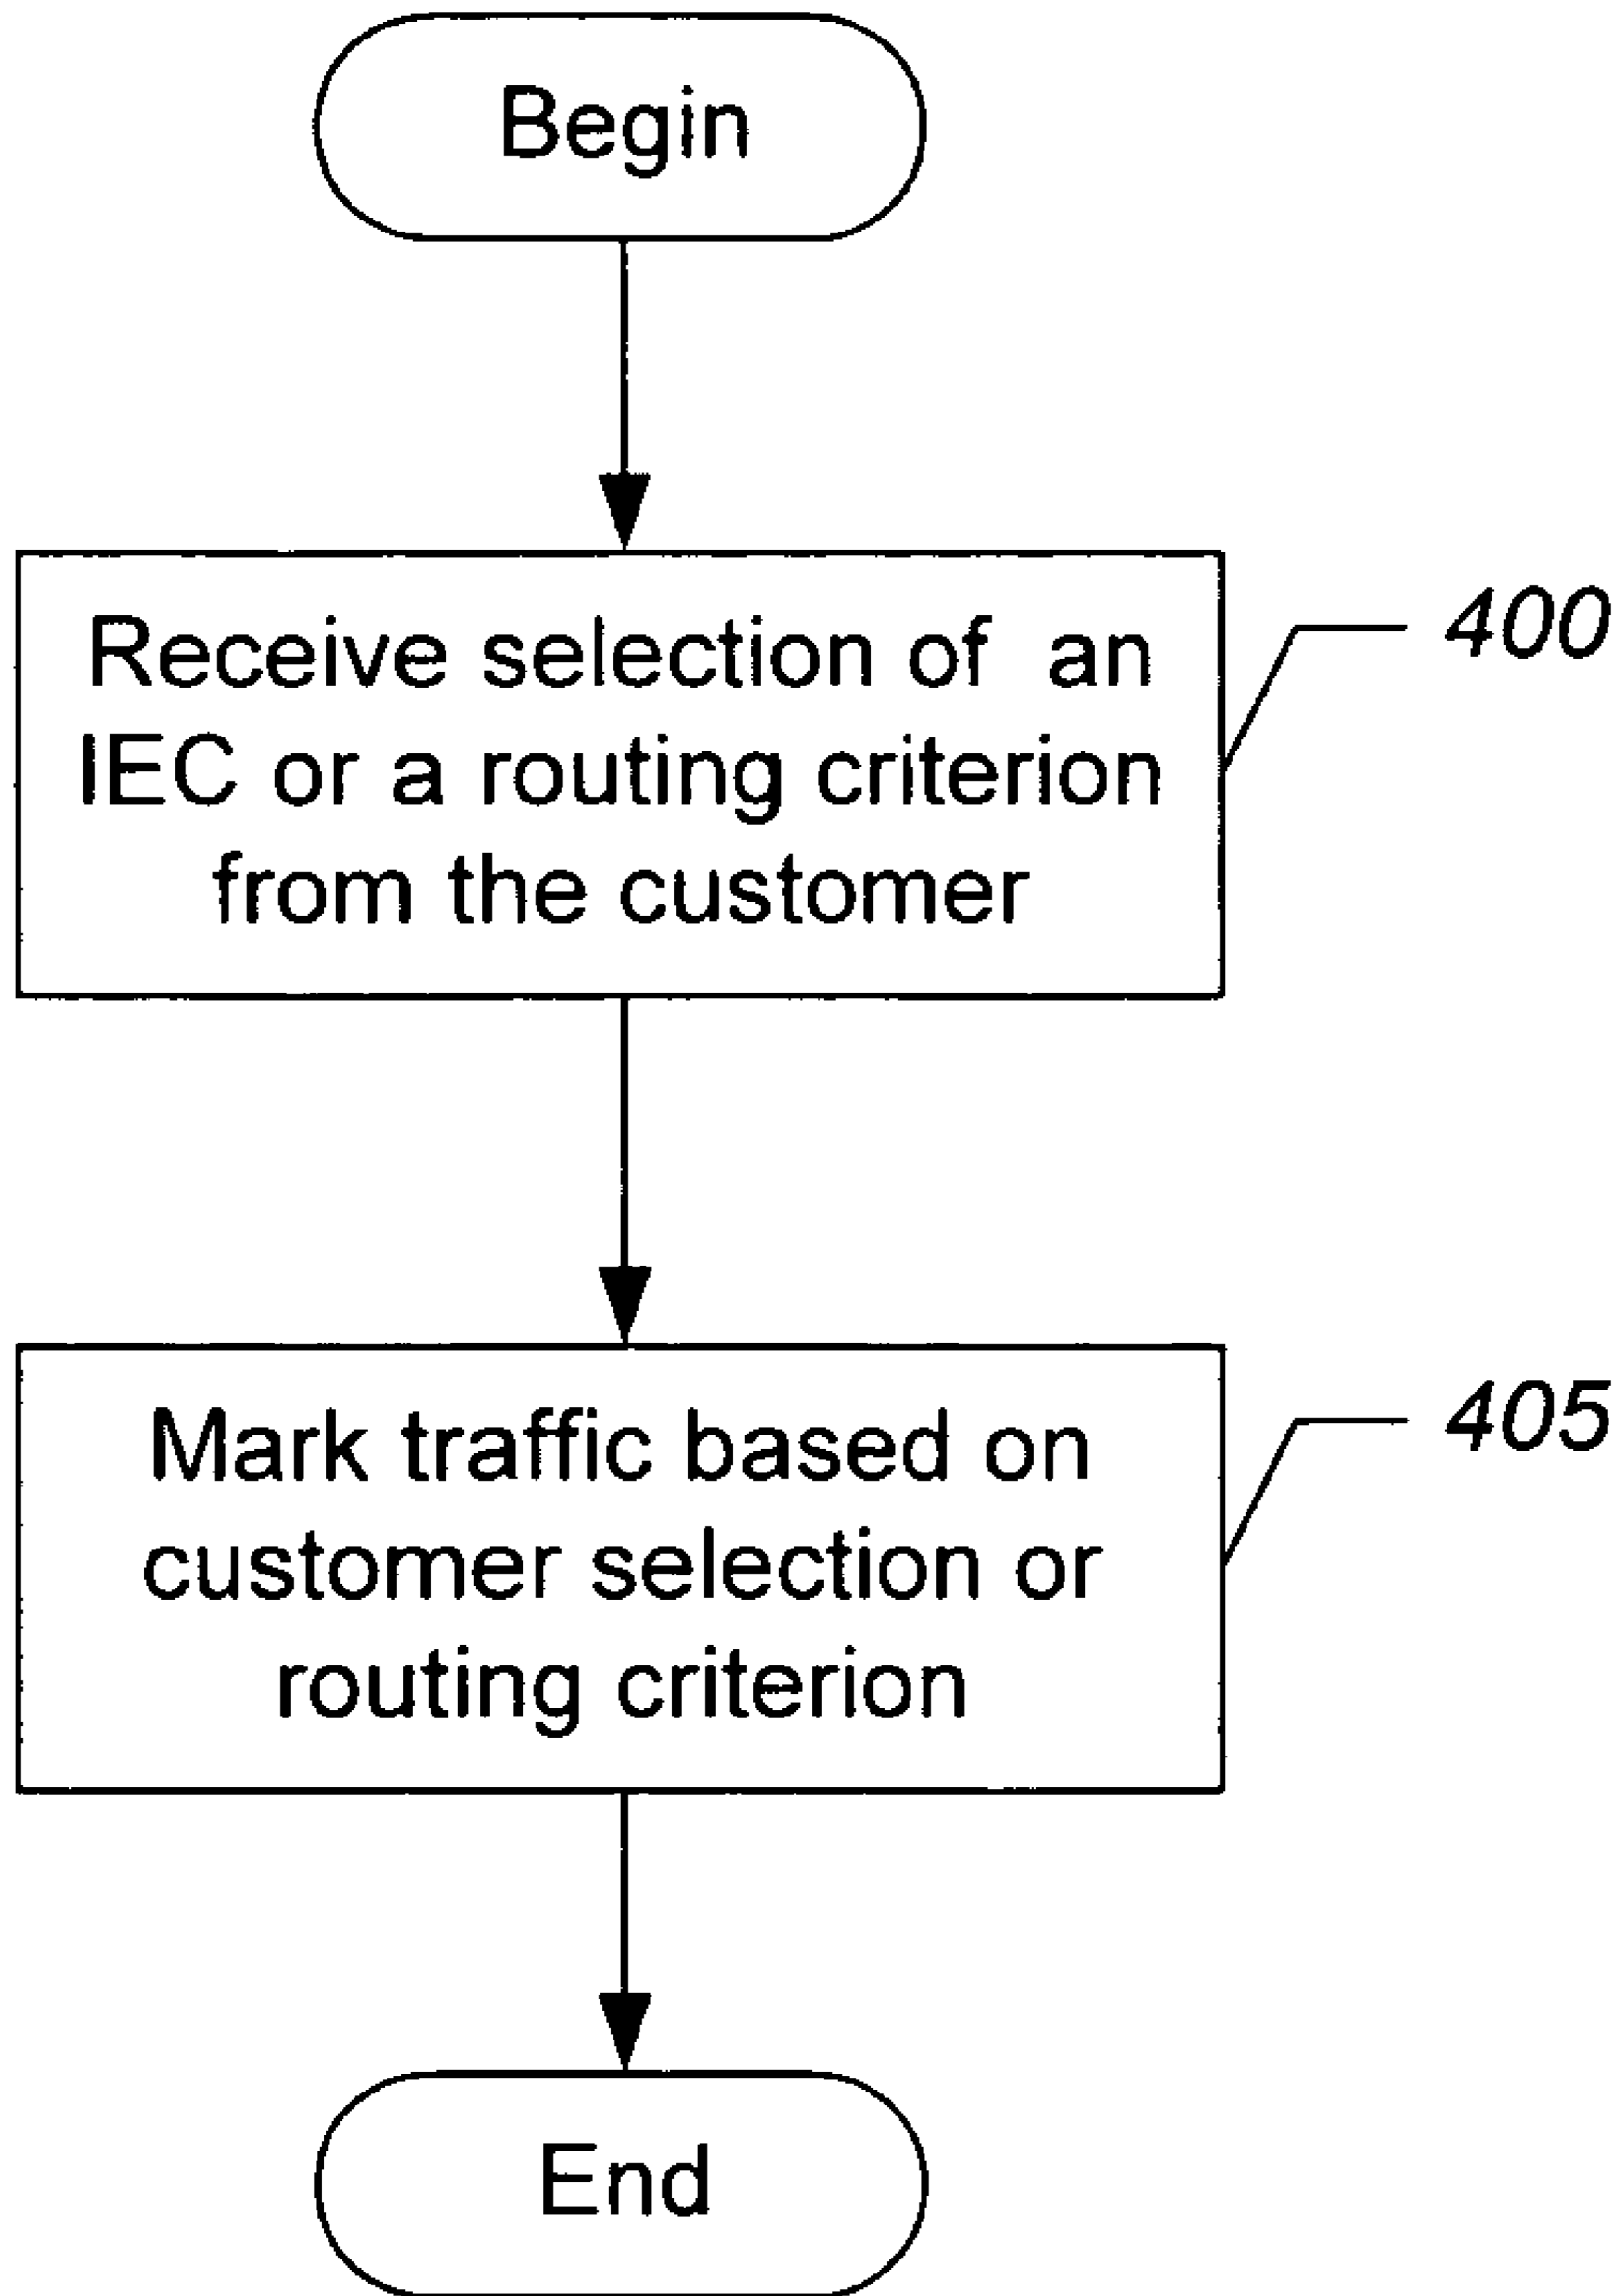 Begin
Receive selection of an
IEC or a routing criterion
from the customer
400
Mark traffic based on
customer selection or
routing criterion
405
End